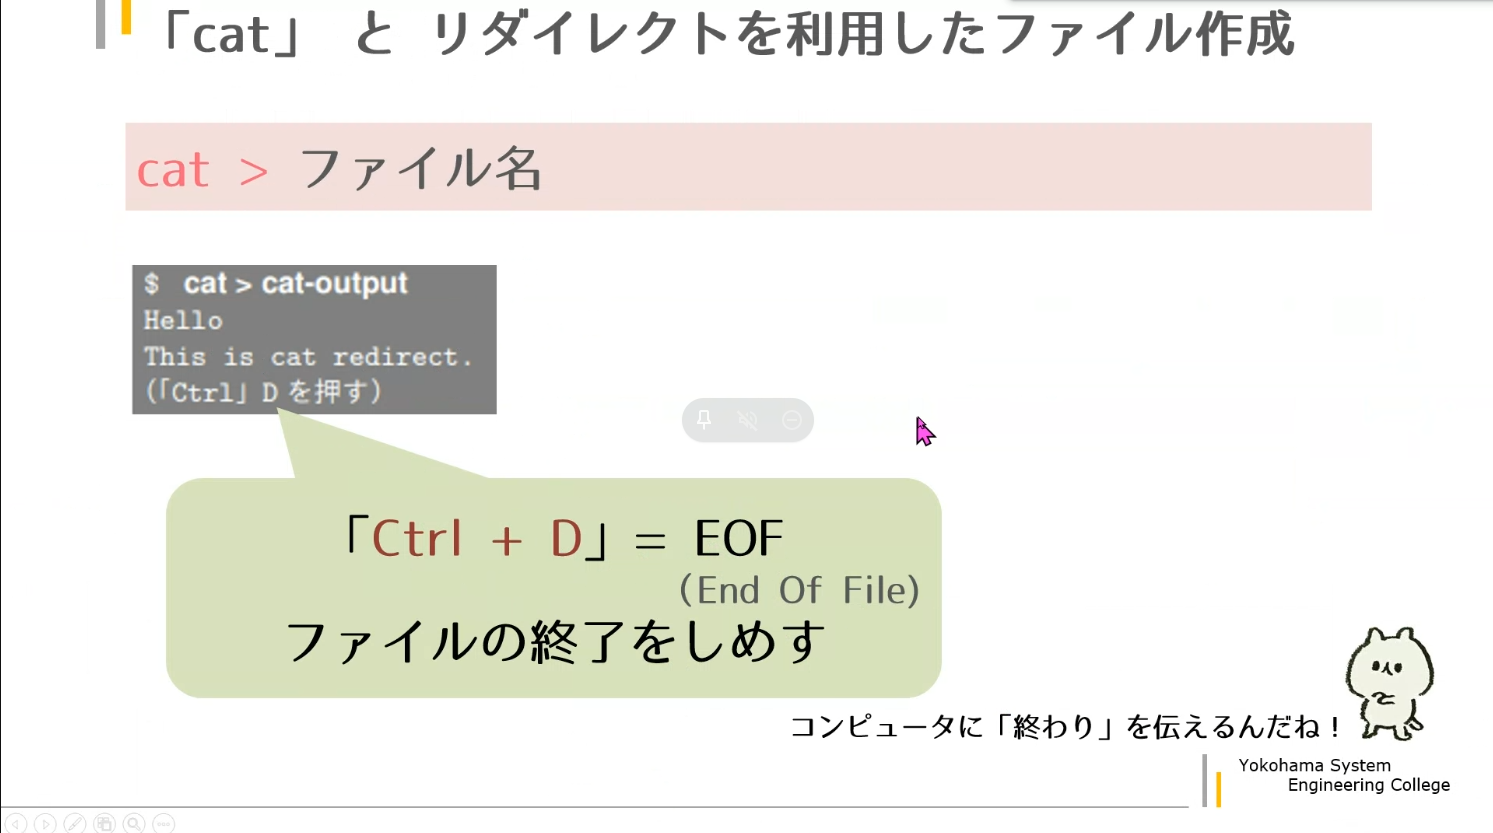 「cat」 と リダイレクトを利用したファイル作成
cat > ファイル名
$ cat > cat-output
Hello
This is cat redirect.
(「Ctrl」D を押す)
「Ctrl + D」= EOF
(End Of File)
ファイルの終了をしめす
コンピュータに「終わり」を伝えるんだね！
Yokohama System
Engineering College